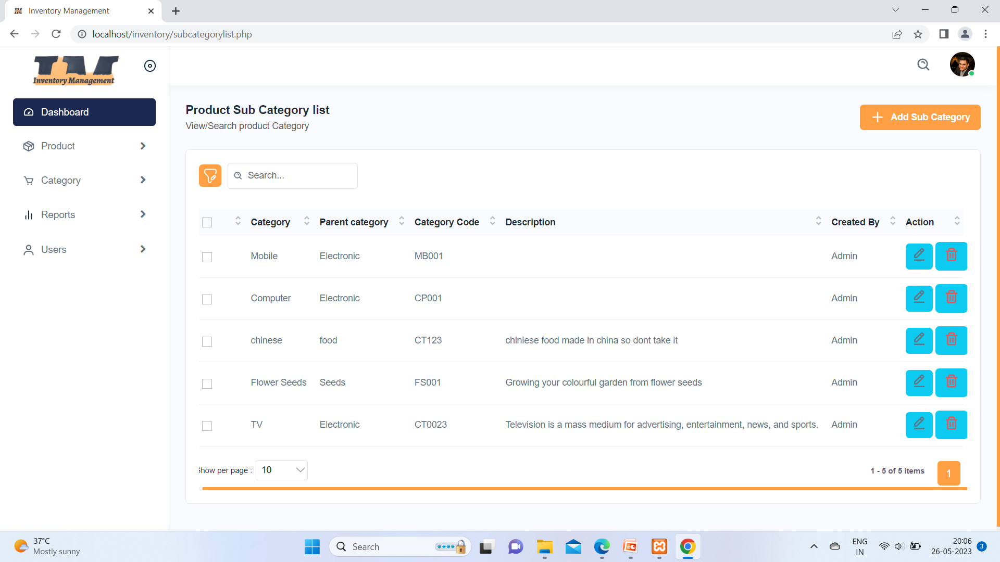 Inventory Management
localhost/inventory/subcategorylist.php
IM
Inventory Management
Dashboard
Product
Category
Reports
Users
Product Sub Category list
View/Search product Category
Add Sub Category
Search...
Category Parent category Category Code Description Created By Action
Mobile Electronic MB001 Admin
Computer Electronic CP001 Admin
chinese food CT123 chiniese food made in china so dont take it Admin
Flower Seeds Seeds FS001 Growing your colourful garden from flower seeds Admin
TV Electronic CT0023 Television is a mass medium for advertising, entertainment, news, and sports. Admin
Show per page : 10
1 - 5 of 5 items 1
37°C
Mostly sunny
Search
****
ENG
IN
20:06
26-05-2023
3